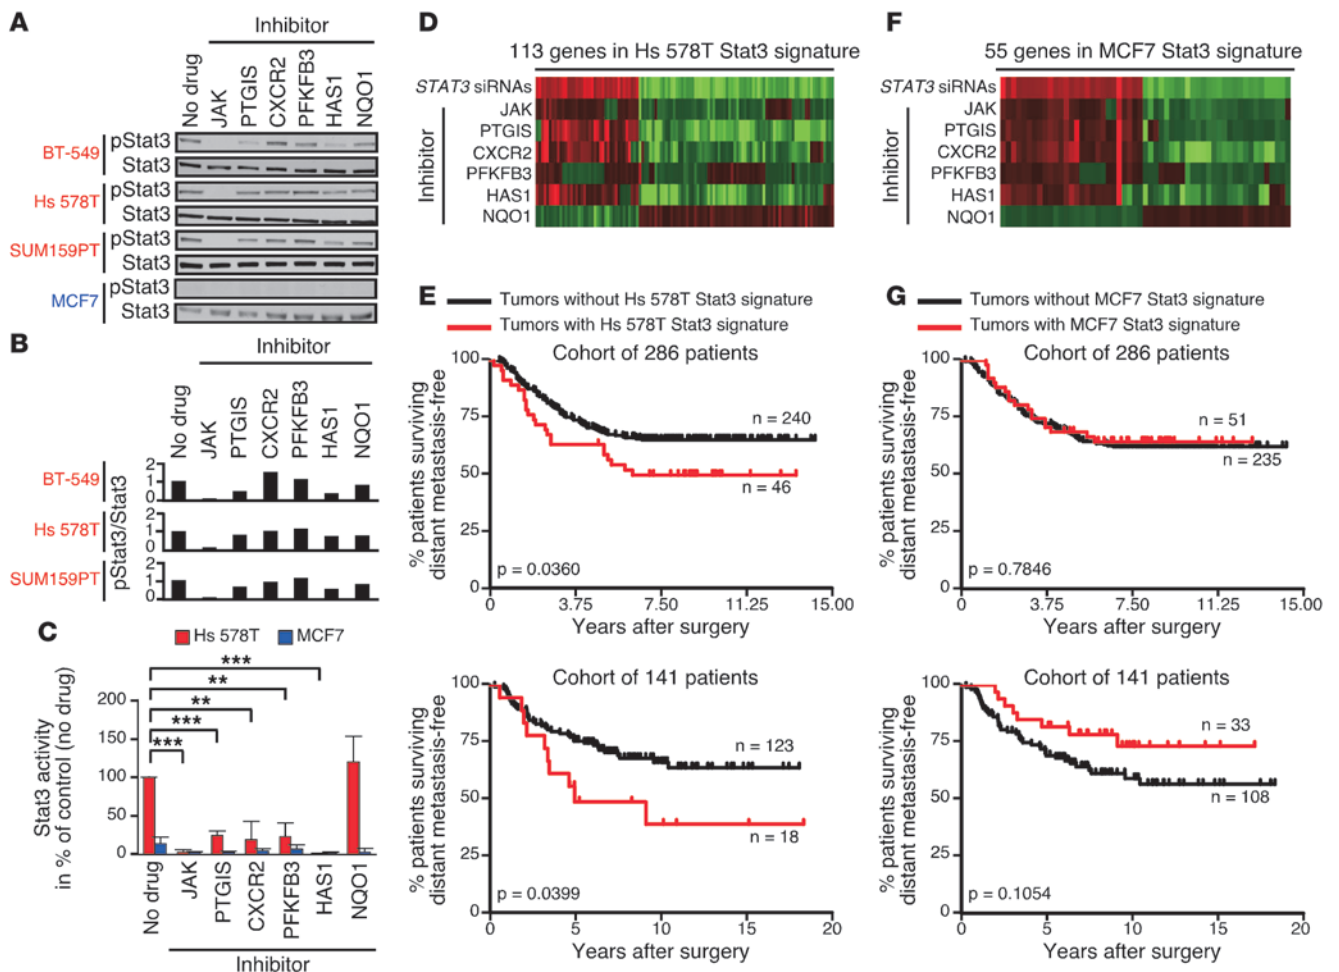 A
Inhibitor
No drug
JAK
PTGIS
CXCR2
PFKFB3
HAS1
NQO1
BT-549
pStat3
Stat3
Hs 578T
pStat3
Stat3
SUM159PT
pStat3
Stat3
MCF7
pStat3
Stat3
B
Inhibitor
No drug
JAK
PTGIS
CXCR2
PFKFB3
HAS1
NQO1
pStat3/Stat3
BT-549
2
1
0
Hs 578T
2
1
0
SUM159PT
2
1
0
C
Hs 578T MCF7
Stat3 activity
in % of control (no drug)
***
**
**
***
***
200
150
100
50
0
No drug
JAK
PTGIS
CXCR2
PFKFB3
HAS1
NQO1
Inhibitor
D
113 genes in Hs 578T Stat3 signature
STAT3 siRNAs
Inhibitor
JAK
PTGIS
CXCR2
PFKFB3
HAS1
NQO1
E
Tumors without Hs 578T Stat3 signature
Tumors with Hs 578T Stat3 signature
Cohort of 286 patients
% patients surviving
distant metastasis-free
100
75
50
25
0
n = 240
n = 46
p = 0.0360
0 3.75 7.50 11.25 15.00
Years after surgery
Cohort of 141 patients
% patients surviving
distant metastasis-free
100
75
50
25
0
n = 123
n = 18
p = 0.0399
0 5 10 15 20
Years after surgery
F
55 genes in MCF7 Stat3 signature
STAT3 siRNAs
Inhibitor
JAK
PTGIS
CXCR2
PFKFB3
HAS1
NQO1
G
Tumors without MCF7 Stat3 signature
Tumors with MCF7 Stat3 signature
Cohort of 286 patients
% patients surviving
distant metastasis-free
100
75
50
25
0
n = 51
n = 235
p = 0.7846
0 3.75 7.50 11.25 15.00
Years after surgery
Cohort of 141 patients
% patients surviving
distant metastasis-free
100
75
50
25
0
n = 33
n = 108
p = 0.1054
0 5 10 15 20
Years after surgery